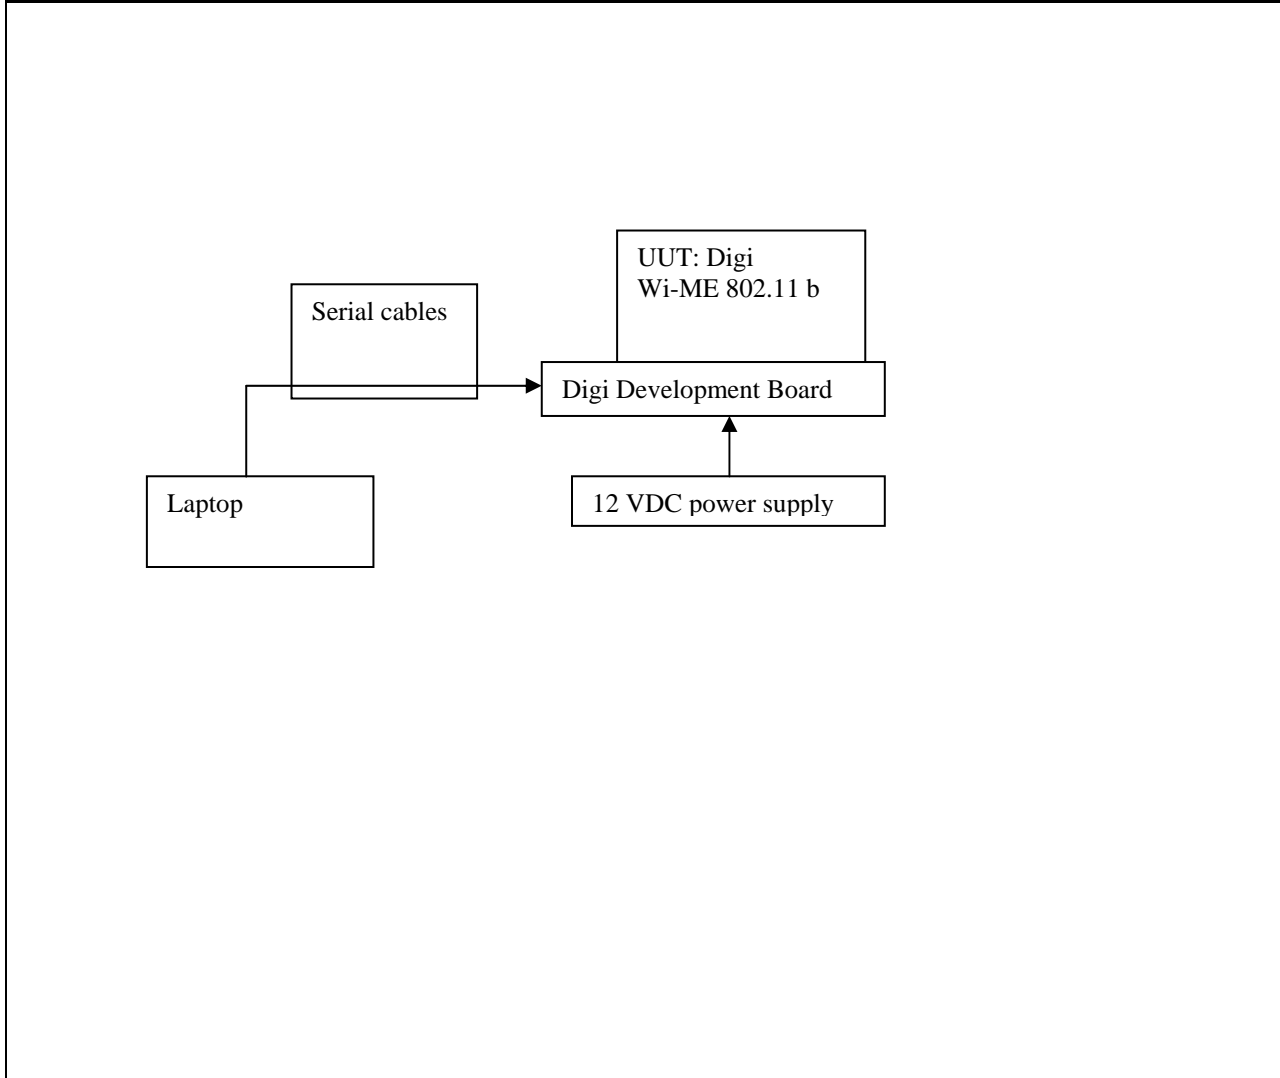 UUT: Digi
Wi-ME 802.11 b
Serial cables
Digi Development Board
Laptop
12 VDC power supply